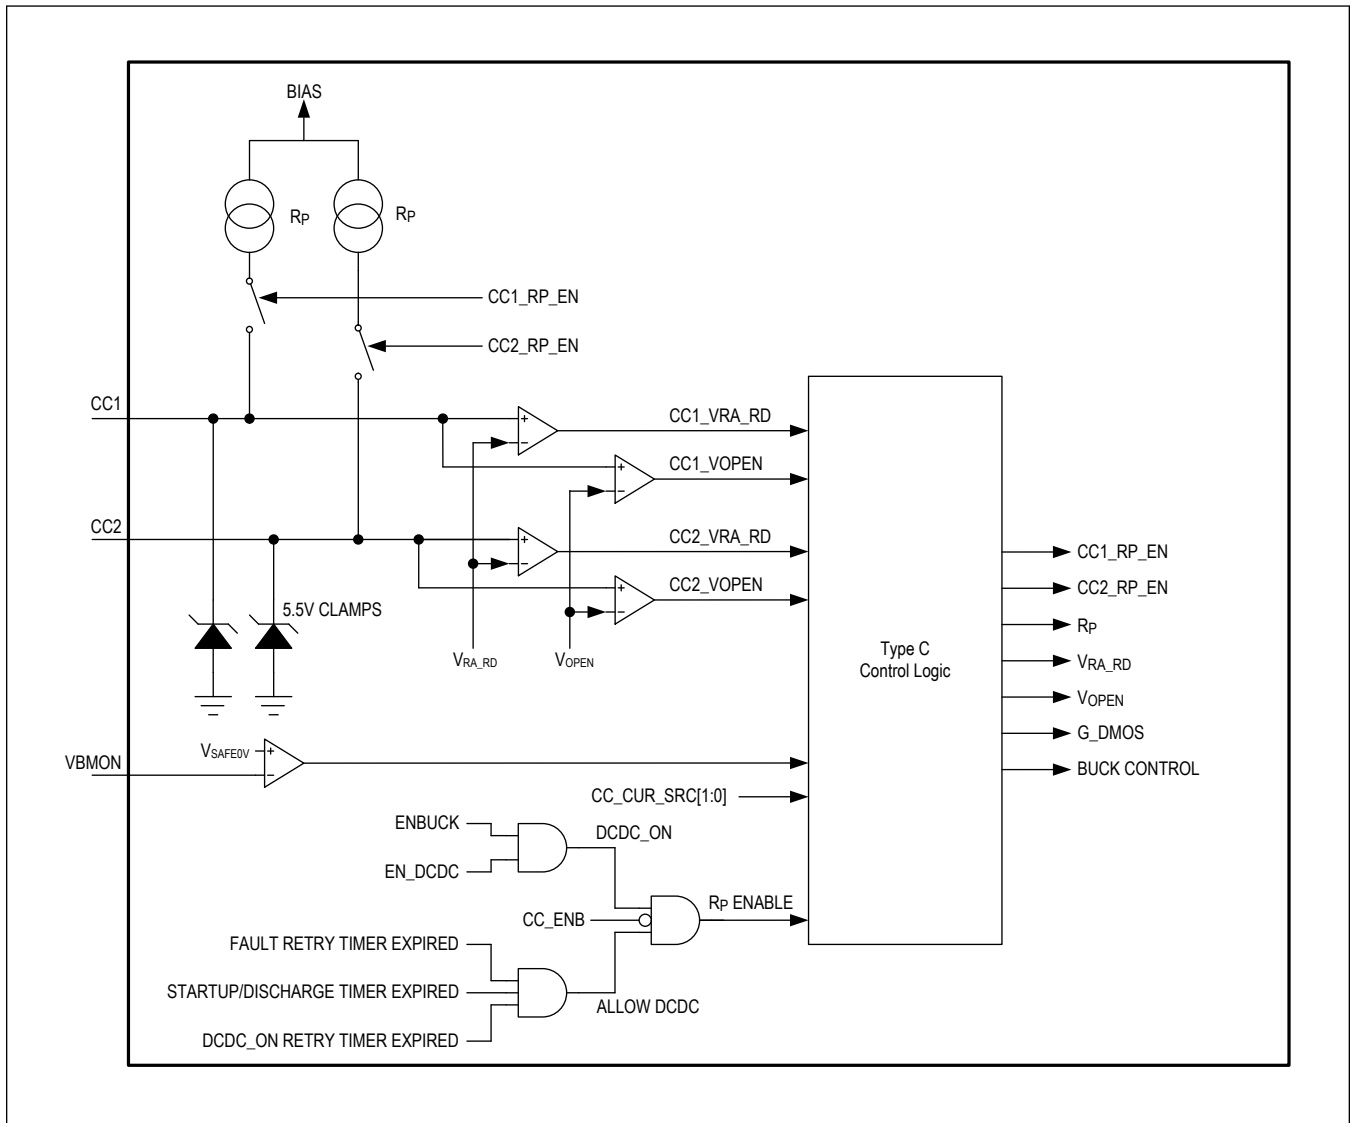 BIAS
RP
RP
CC1_RP_EN
CC2_RP_EN
CC1
CC1_VRA_RD
+
−
CC1_VOPEN
+
−
CC2
CC2_VRA_RD
+
−
CC2_VOPEN
+
−
5.5V CLAMPS
VRA_RD
VOPEN
Type C
Control Logic
CC1_RP_EN
CC2_RP_EN
RP
VRA_RD
VOPEN
G_DMOS
BUCK CONTROL
VSAFE0V
+
−
VBMON
CC_CUR_SRC[1:0]
ENBUCK
DCDC_ON
EN_DCDC
CC_ENB
RP ENABLE
FAULT RETRY TIMER EXPIRED
STARTUP/DISCHARGE TIMER EXPIRED
ALLOW DCDC
DCDC_ON RETRY TIMER EXPIRED